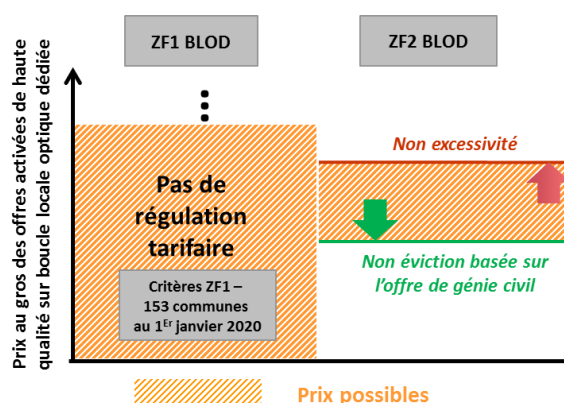 ZF1 BLOD
ZF2 BLOD
Prix au gros des offres activées de haute
qualité sur boucle locale optique dédiée
Non excessivité
Pas de
régulation
tarifaire
Critères ZF1 –
153 communes
au 1Er janvier 2020
Non éviction basée sur
l'offre de génie civil
Prix possibles